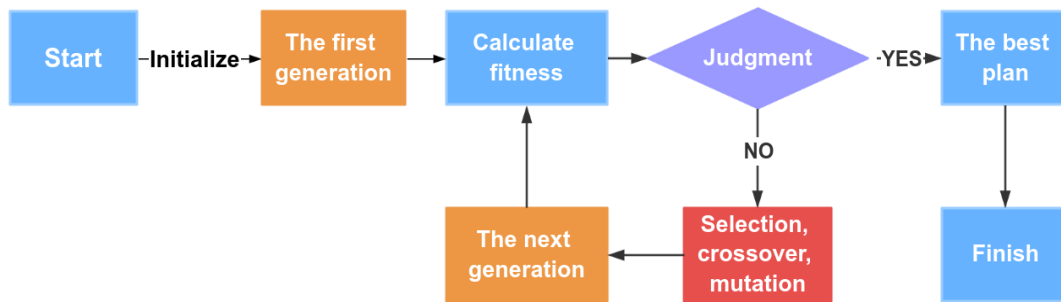 Start
Initialize
The first
generation
Calculate
fitness
Judgment
YES
The best
plan
NO
The next
generation
Selection,
crossover,
mutation
Finish